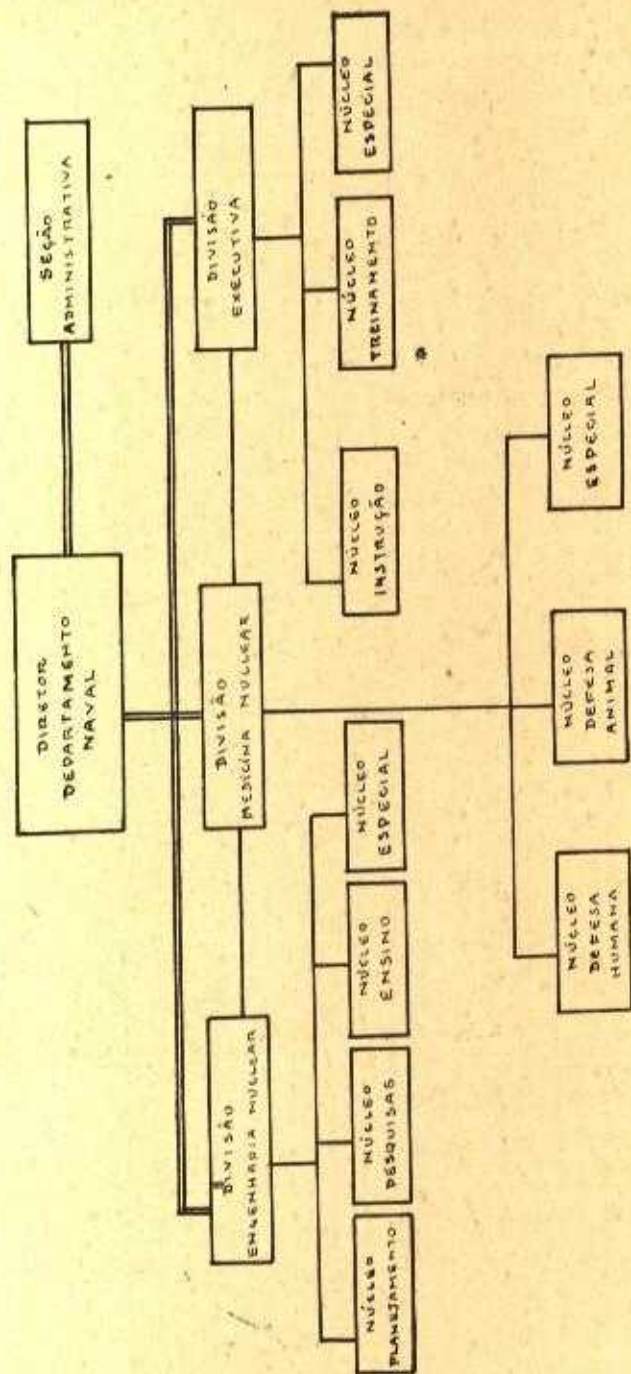 DIRETOR
DEPARTAMENTO
NAVAL
SEÇÃO
ADMINISTRATIVA
DIVISÃO
ENGENHARIA NUCLEAR
DIVISÃO
MEDICINA NUCLEAR
DIVISÃO
EXECUTIVA
NÚCLEO
PLANEJAMENTO
NÚCLEO
PESQUISAS
NÚCLEO
ENSINO
NÚCLEO
ESPECIAL
NÚCLEO
INSTRUÇÃO
NÚCLEO
TREINAMENTO
NÚCLEO
ESPECIAL
NÚCLEO
DEFESA
HUMANA
NÚCLEO
DEFESA
ANIMAL
NÚCLEO
ESPECIAL